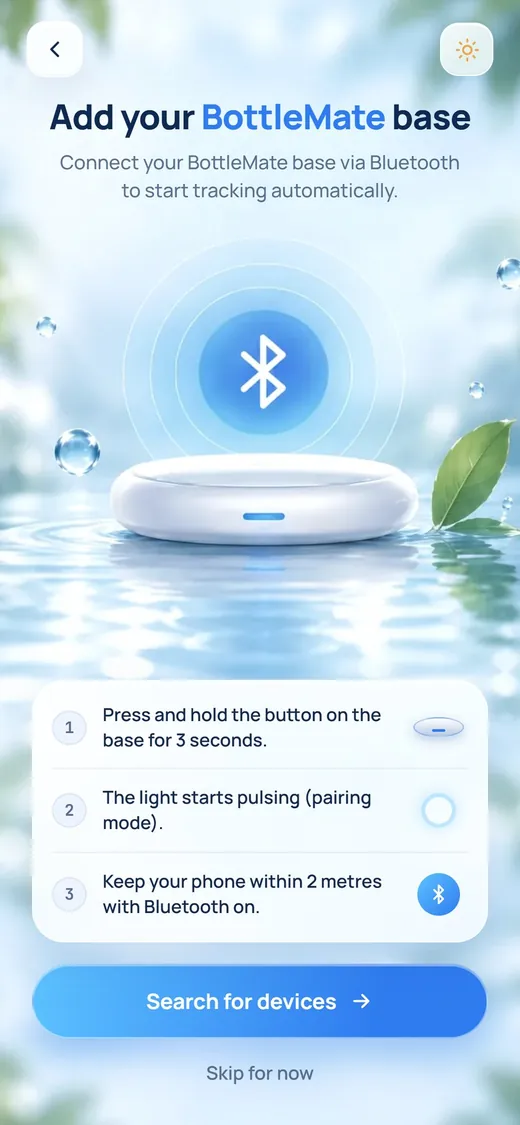 Add your BottleMate base
Connect your BottleMate base via Bluetooth
to start tracking automatically.
1
Press and hold the button on the
base for 3 seconds.
2
The light starts pulsing (pairing
mode).
3
Keep your phone within 2 metres
with Bluetooth on.
Search for devices →
Skip for now